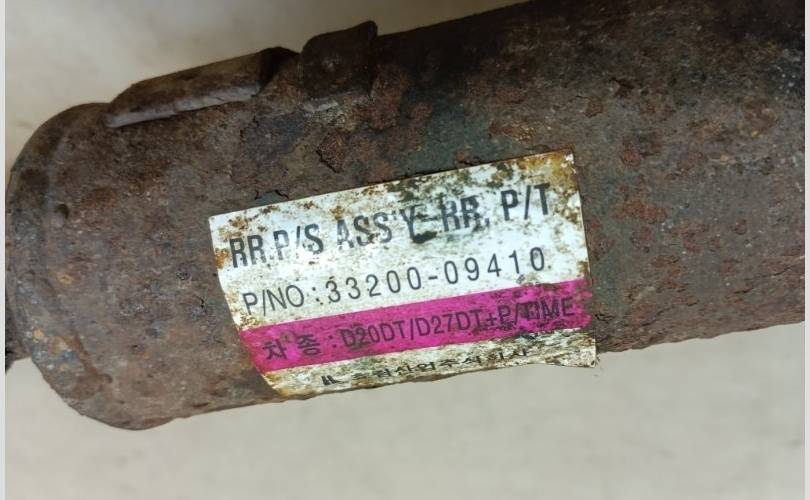 RR.P/S ASS'Y-RR, P/T
P/NO : 33200-09410
차 종 : D20DT/D27DT+P/TIME